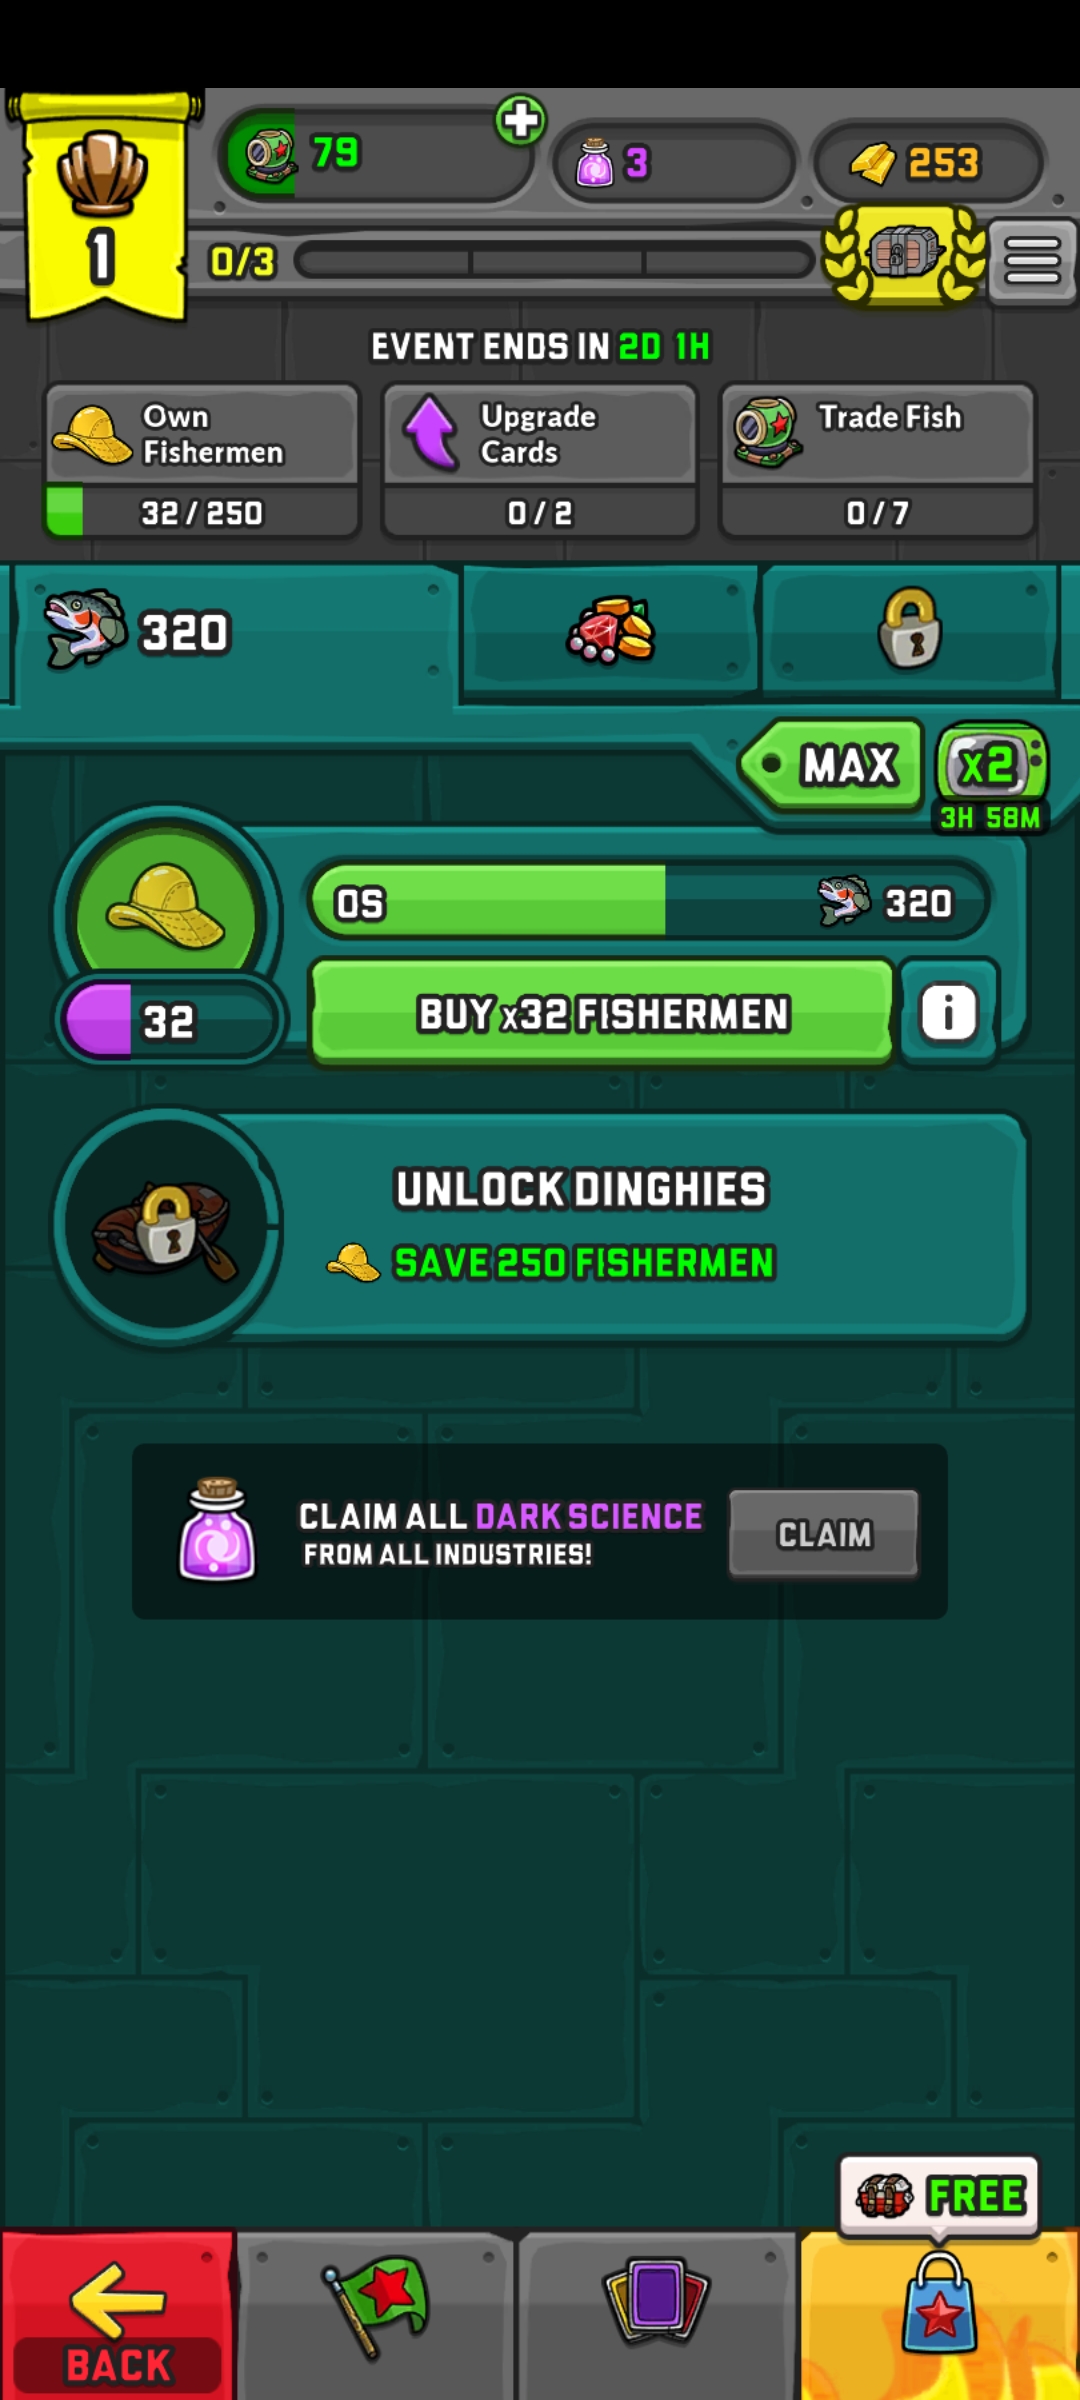 79
3
253
1
0/3
EVENT ENDS IN 2D 1H
Own
Fishermen
32 / 250
Upgrade
Cards
0 / 2
Trade Fish
0 / 7
320
MAX
x2
3H 58M
0S
320
32
BUY x32 FISHERMEN
i
UNLOCK DINGHIES
SAVE 250 FISHERMEN
CLAIM ALL DARK SCIENCE
FROM ALL INDUSTRIES!
CLAIM
FREE
BACK